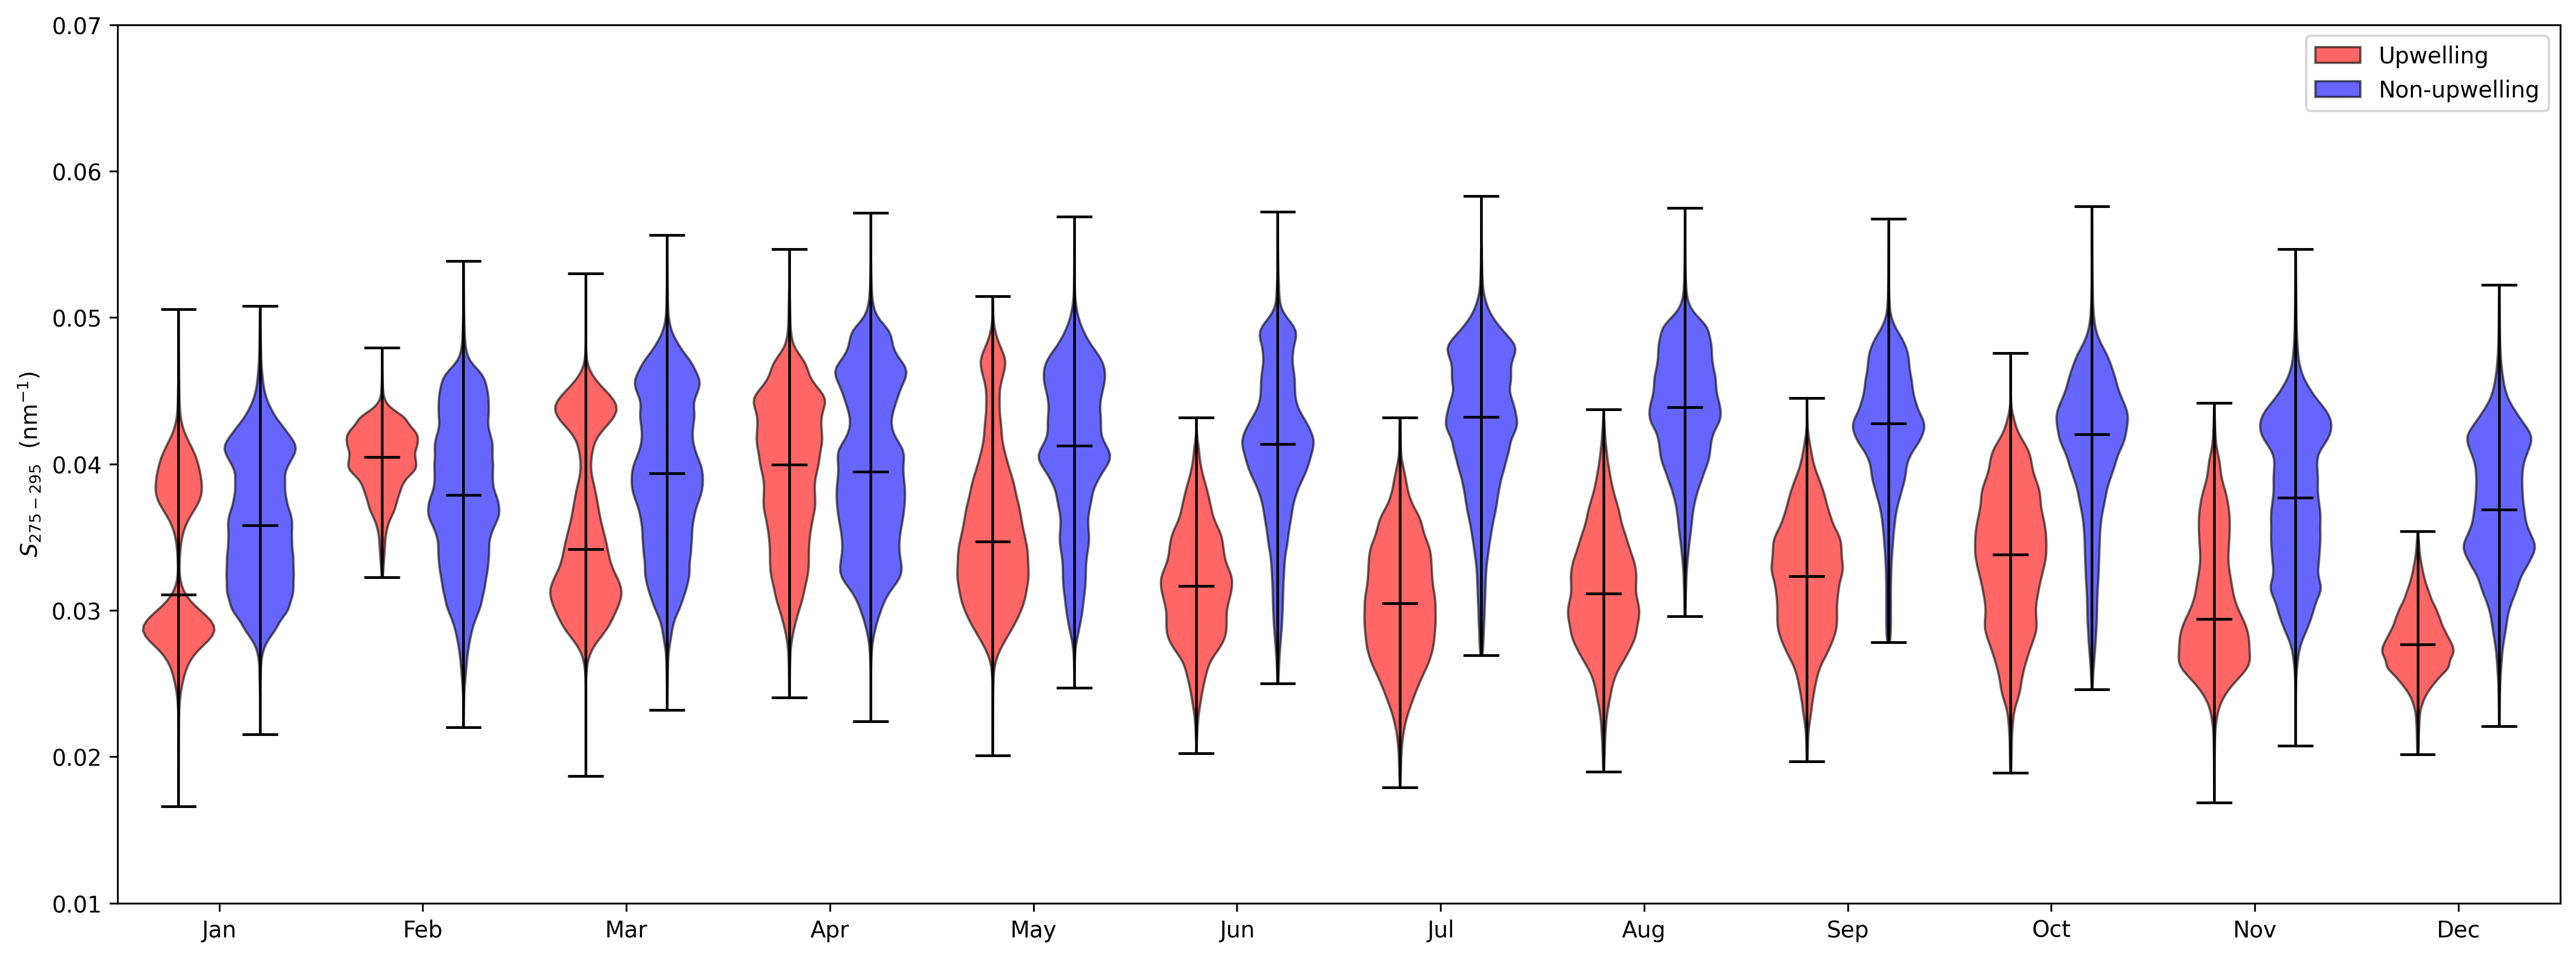 0.07
0.06
0.05
0.04
0.03
0.02
0.01
S₂₇₅₋₂₉₅ (nm⁻¹)
Upwelling
Non-upwelling
Jan Feb Mar Apr May Jun Jul Aug Sep Oct Nov Dec